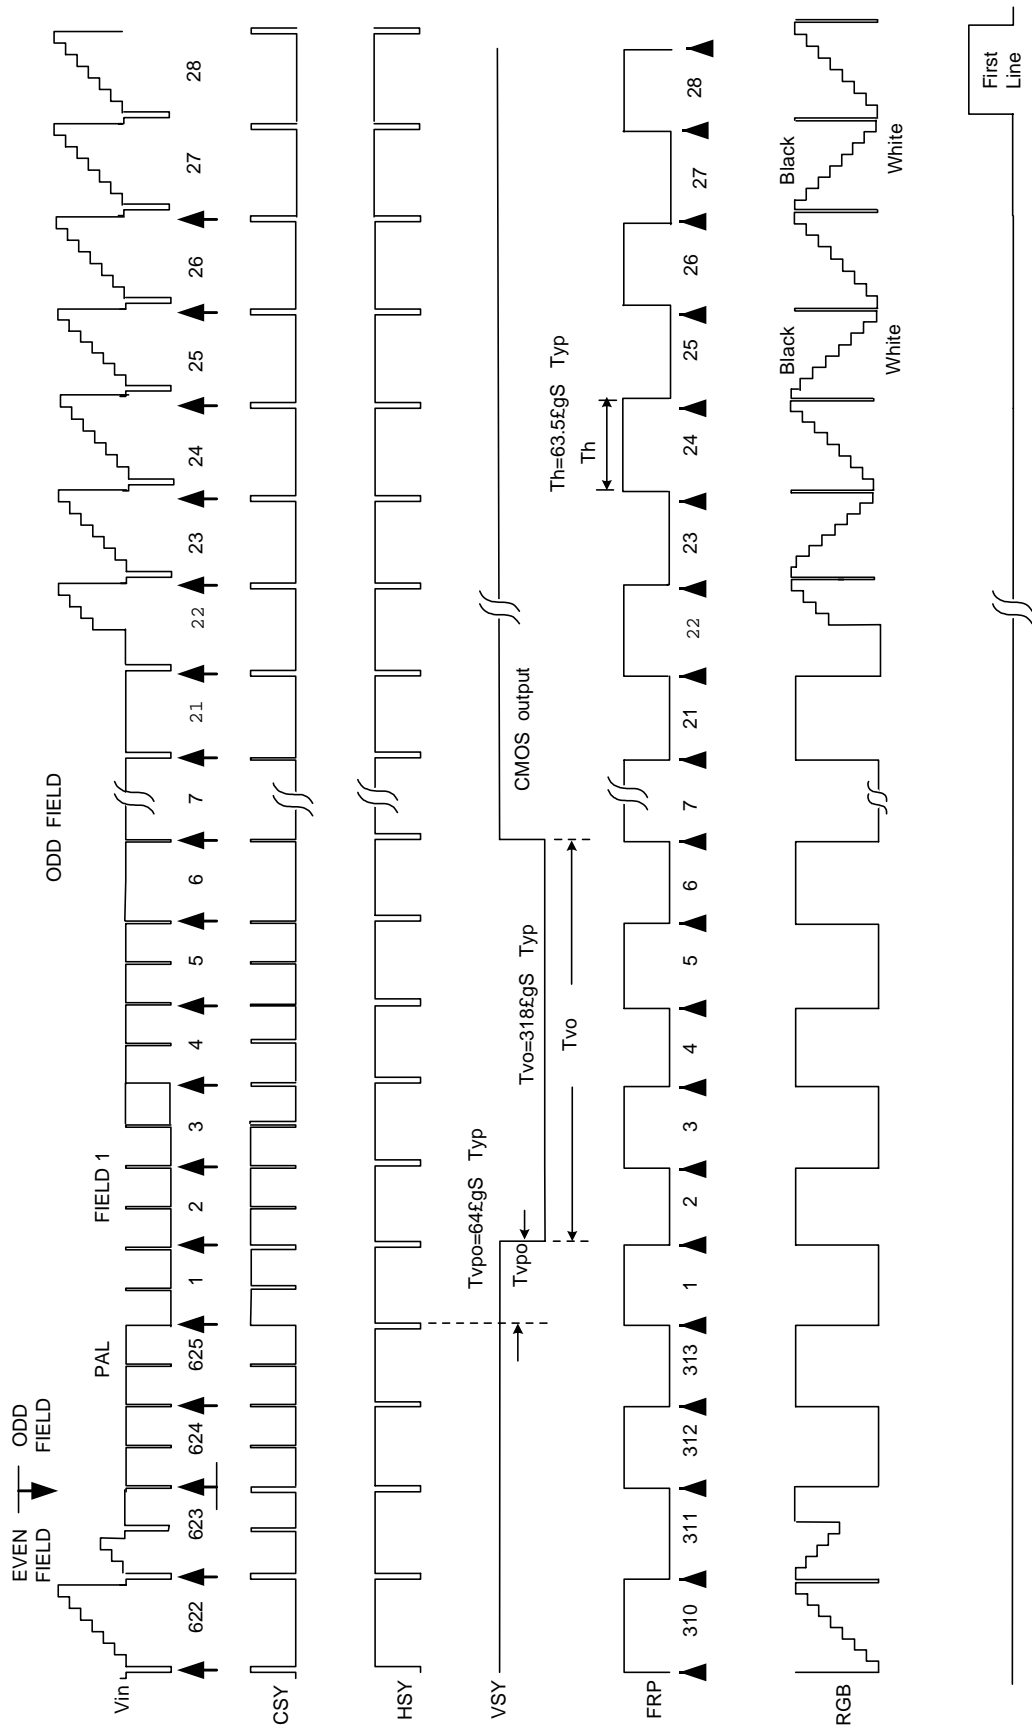 EVEN
FIELD
ODD
FIELD
PAL
FIELD 1
ODD FIELD
Vin
622
623
624
625
1
2
3
4
5
6
7
21
22
23
24
25
26
27
28
CSY
HSY
VSY
Tvpo=64£gS Typ
Tvpo
Tvo=318£gS Typ
Tvo
CMOS output
Th=63.5£gS Typ
Th
FRP
310
311
312
313
1
2
3
4
5
6
7
21
22
23
24
25
26
27
28
RGB
Black
White
Black
White
First
Line